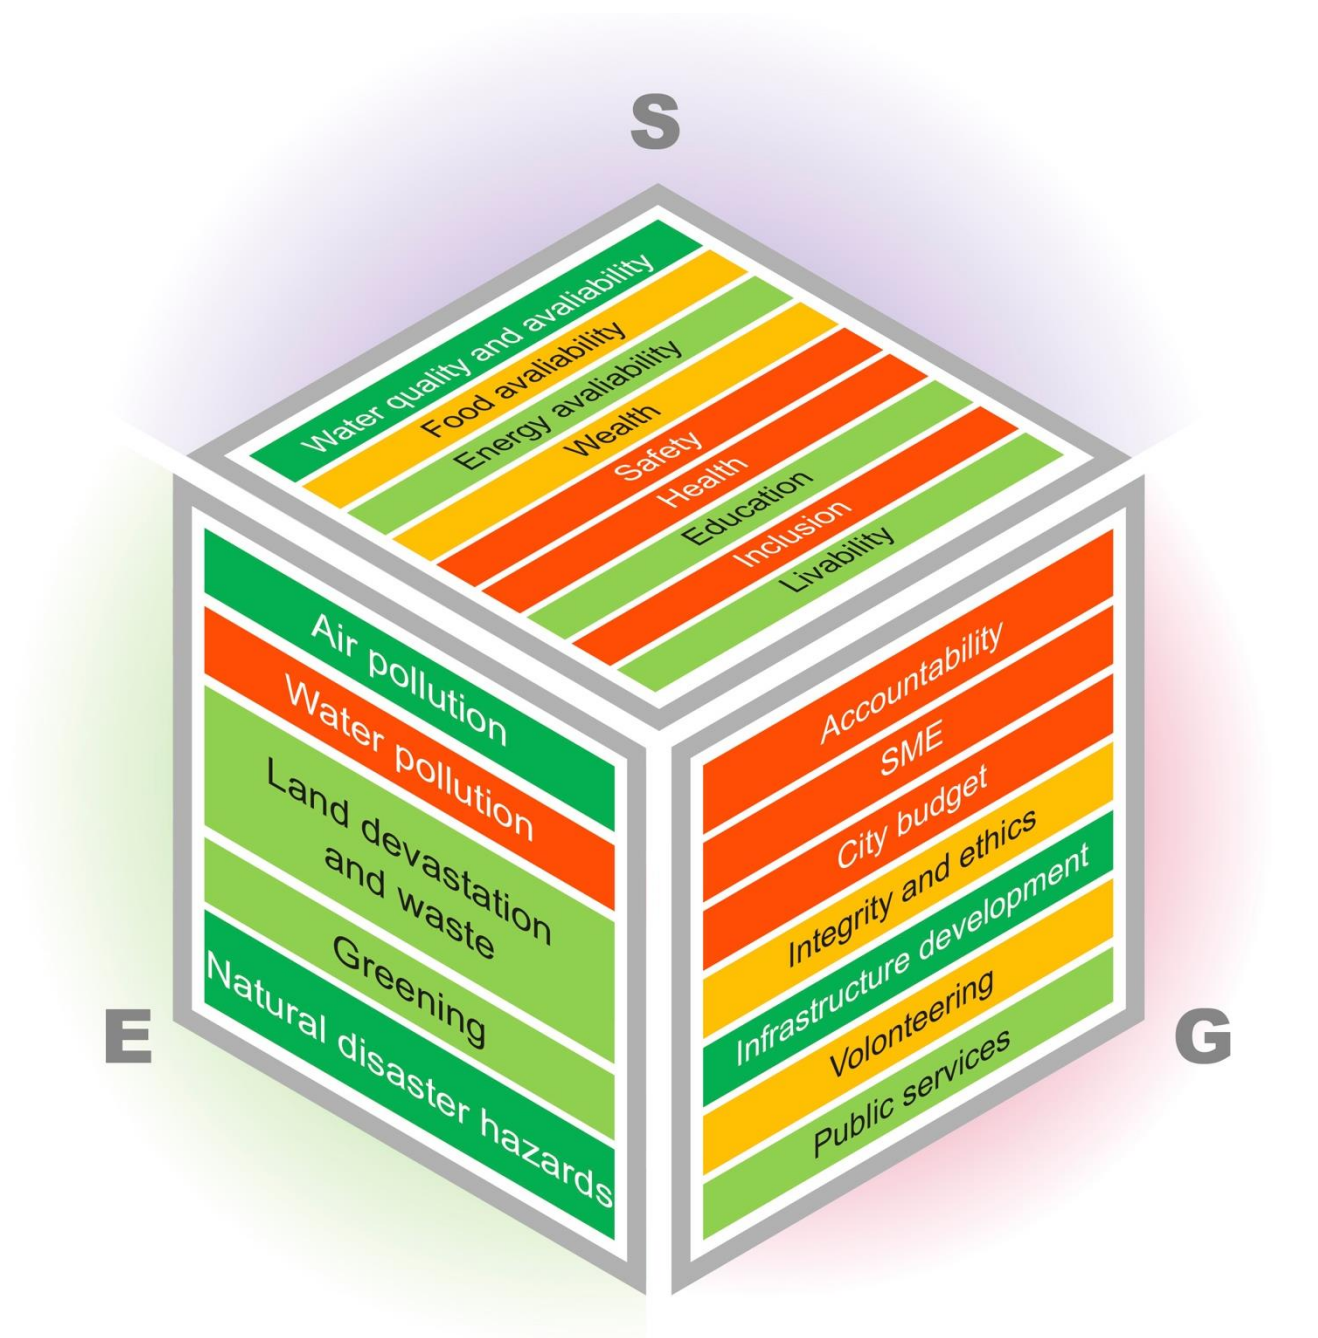 S
Water quality and avaliability
Food avaliability
Energy avaliability
Wealth
Safety
Health
Education
Inclusion
Livability
Air pollution
Water pollution
Land devastation
and waste
Greening
Natural disaster hazards
E
Accountability
SME
City budget
Integrity and ethics
Infrastructure development
Volonteering
Public services
G